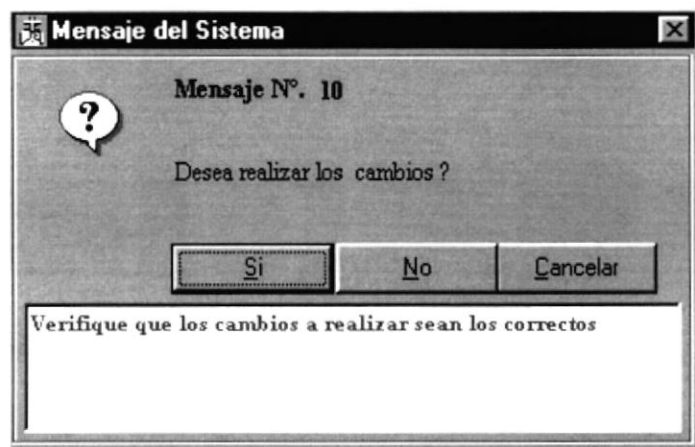 Mensaje del Sistema
Mensaje N°. 10
?
Desea realizar los cambios ?
Si
No
Cancelar
Verifique que los cambios a realizar sean los correctos